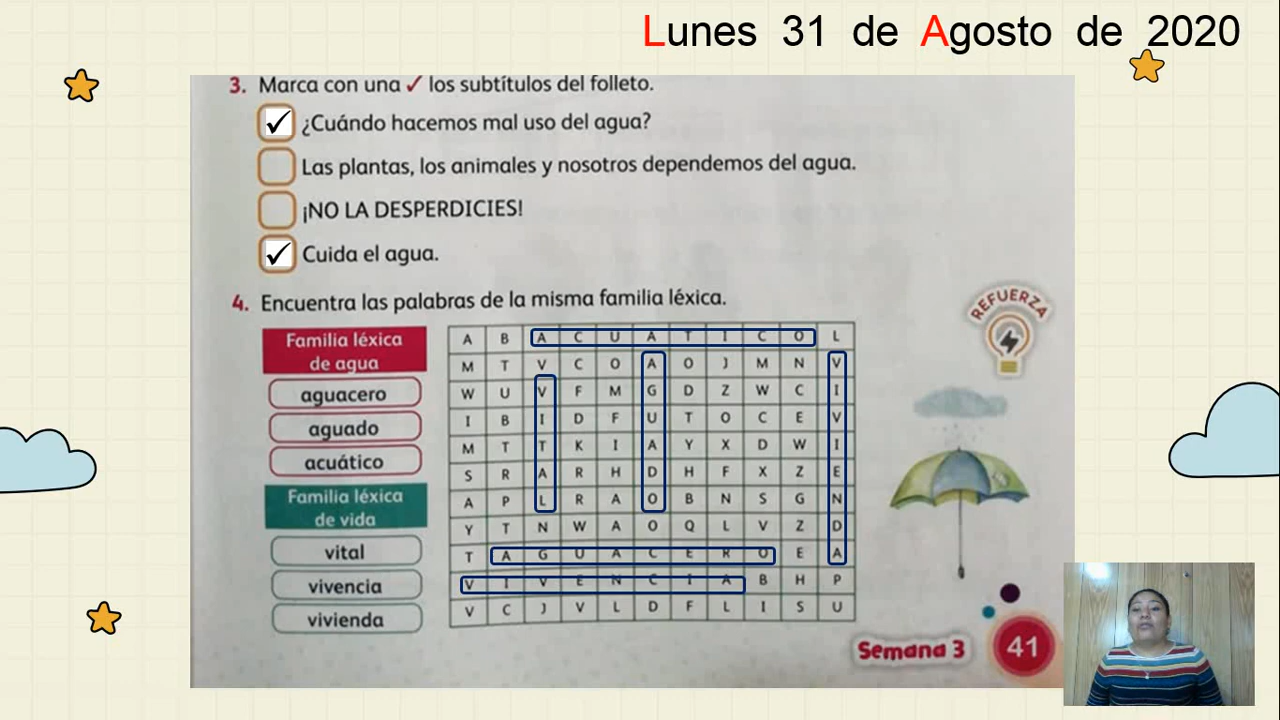 Lunes 31 de Agosto de 2020
3. Marca con una ✓ los subtítulos del folleto.
✓ ¿Cuándo hacemos mal uso del agua?
Las plantas, los animales y nosotros dependemos del agua.
¡NO LA DESPERDICIES!
✓ Cuida el agua.
4. Encuentra las palabras de la misma familia léxica.
REFUERZA
Familia léxica
de agua
aguacero
aguado
acuático
Familia léxica
de vida
vital
vivencia
vivienda
A B A C U A T I C O L
M T V C O A O J M N V
W U V F M G D Z W C I
I B I D F U T O C E V
M T T K I A Y X D W I
S R A R H D H F X Z E
A P L R A O B N S G N
Y T N W A O Q L V Z D
T A G U A C E R O E A
V I V E N C I A B H P
V C J V L D F L I S U
Semana 3
41